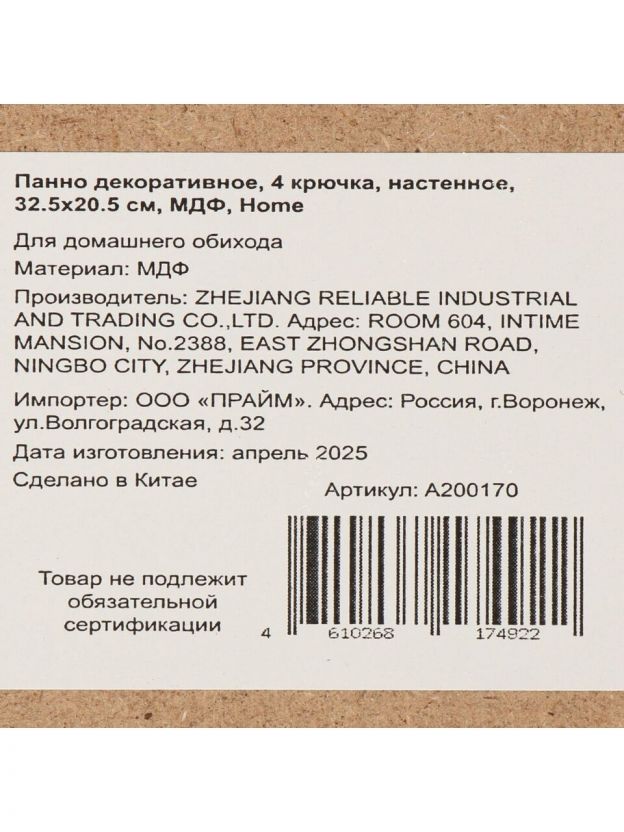 Панно декоративное, 4 крючка, настенное,
32.5х20.5 см, МДФ, Home
Для домашнего обихода
Материал: МДФ
Производитель: ZHEJIANG RELIABLE INDUSTRIAL
AND TRADING CO.,LTD. Адрес: ROOM 604, INTIME
MANSION, No.2388, EAST ZHONGSHAN ROAD,
NINGBO CITY, ZHEJIANG PROVINCE, CHINA
Импортер: ООО «ПРАЙМ». Адрес: Россия, г.Воронеж,
ул.Волгоградская, д.32
Дата изготовления: апрель 2025
Сделано в Китае
Артикул: А200170
Товар не подлежит
обязательной
сертификации
4 610268 174922